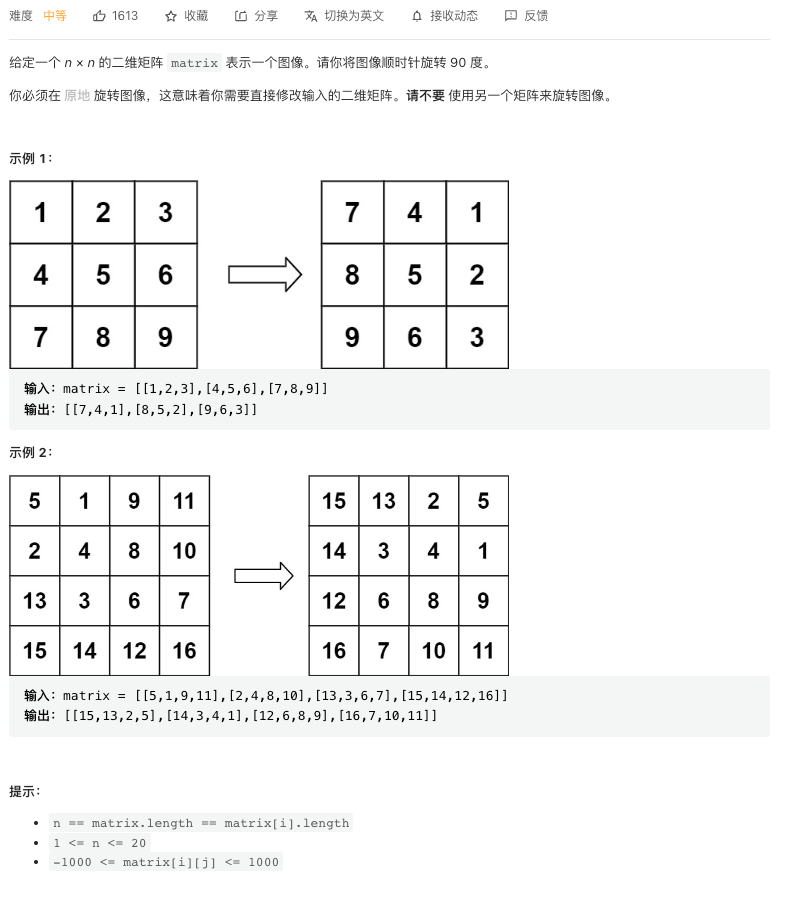 难度 中等 1613 收藏 分享 切换为英文 接收动态 反馈
给定一个 n × n 的二维矩阵 matrix 表示一个图像。请你将图像顺时针旋转 90 度。
你必须在 原地 旋转图像，这意味着你需要直接修改输入的二维矩阵。请不要 使用另一个矩阵来旋转图像。
示例 1：
1 2 3 7 4 1
4 5 6 8 5 2
7 8 9 9 6 3
输入：matrix = [[1,2,3],[4,5,6],[7,8,9]]
输出：[[7,4,1],[8,5,2],[9,6,3]]
示例 2：
5 1 9 11 15 13 2 5
2 4 8 10 14 3 4 1
13 3 6 7 12 6 8 9
15 14 12 16 16 7 10 11
输入：matrix = [[5,1,9,11],[2,4,8,10],[13,3,6,7],[15,14,12,16]]
输出：[[15,13,2,5],[14,3,4,1],[12,6,8,9],[16,7,10,11]]
提示：
• n == matrix.length == matrix[i].length
• 1 <= n <= 20
• -1000 <= matrix[i][j] <= 1000